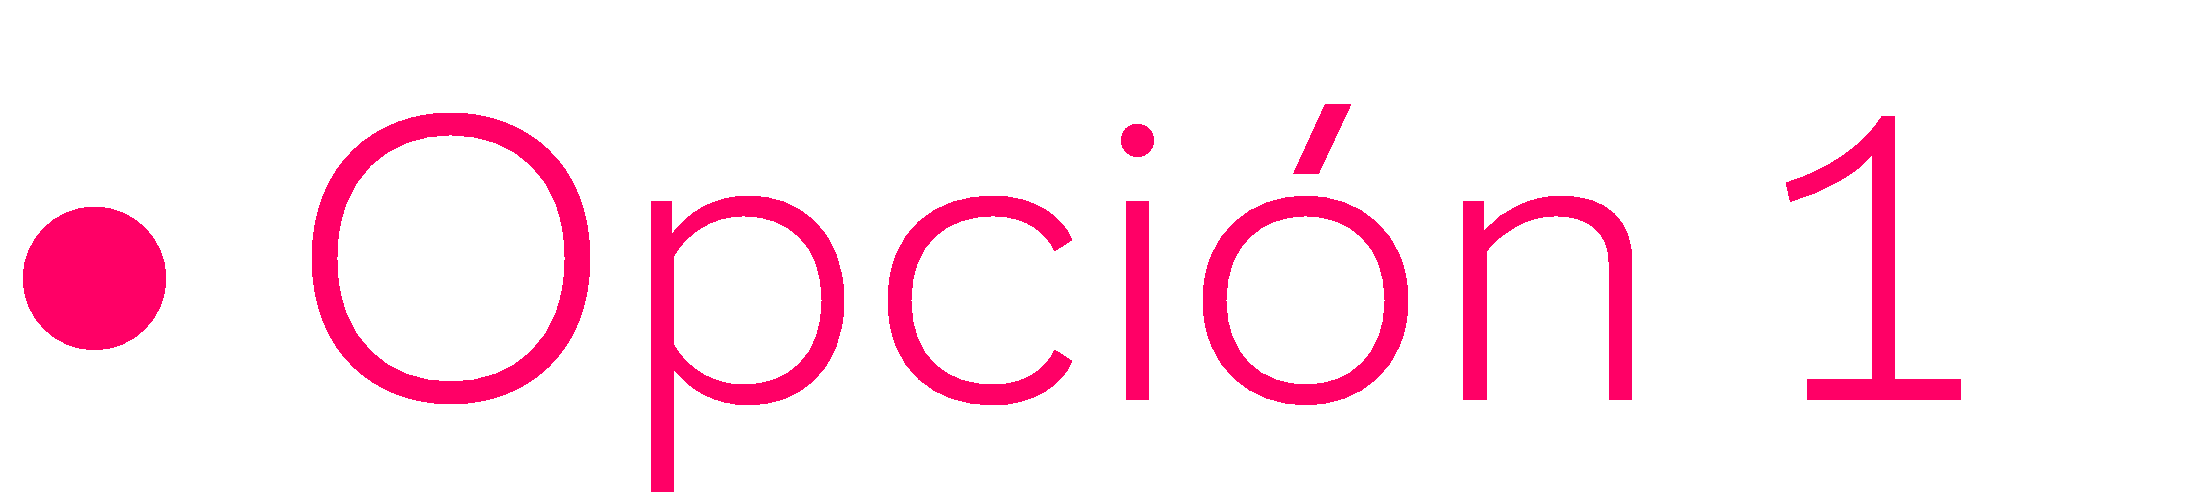 • Opción 1